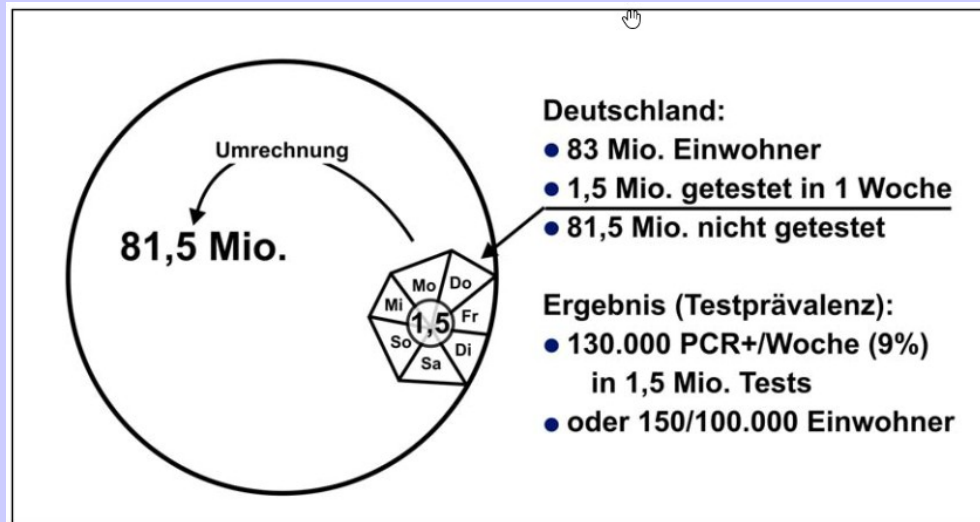 Umrechnung
81,5 Mio.
Mo
Do
Mi
1,5
Fr
So
Di
Sa
Deutschland:
● 83 Mio. Einwohner
● 1,5 Mio. getestet in 1 Woche
● 81,5 Mio. nicht getestet
Ergebnis (Testprävalenz):
● 130.000 PCR+/Woche (9%)
in 1,5 Mio. Tests
● oder 150/100.000 Einwohner